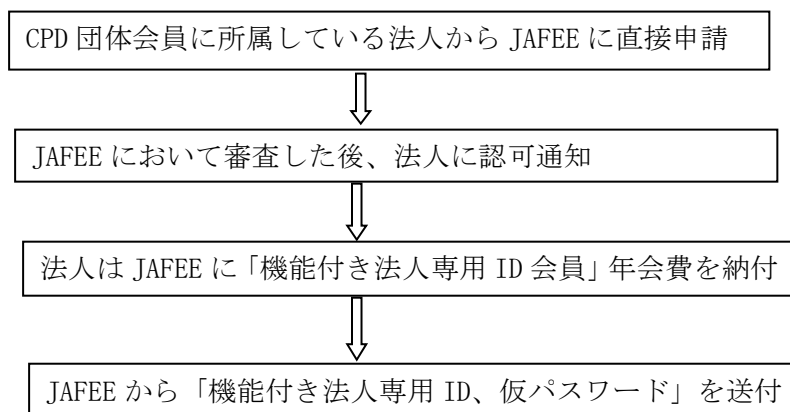 CPD 団体会員に所属している法人から JAFEE に直接申請
JAFEE において審査した後、法人に認可通知
法人は JAFEE に「機能付き法人専用 ID 会員」年会費を納付
JAFEE から「機能付き法人専用 ID、仮パスワード」を送付